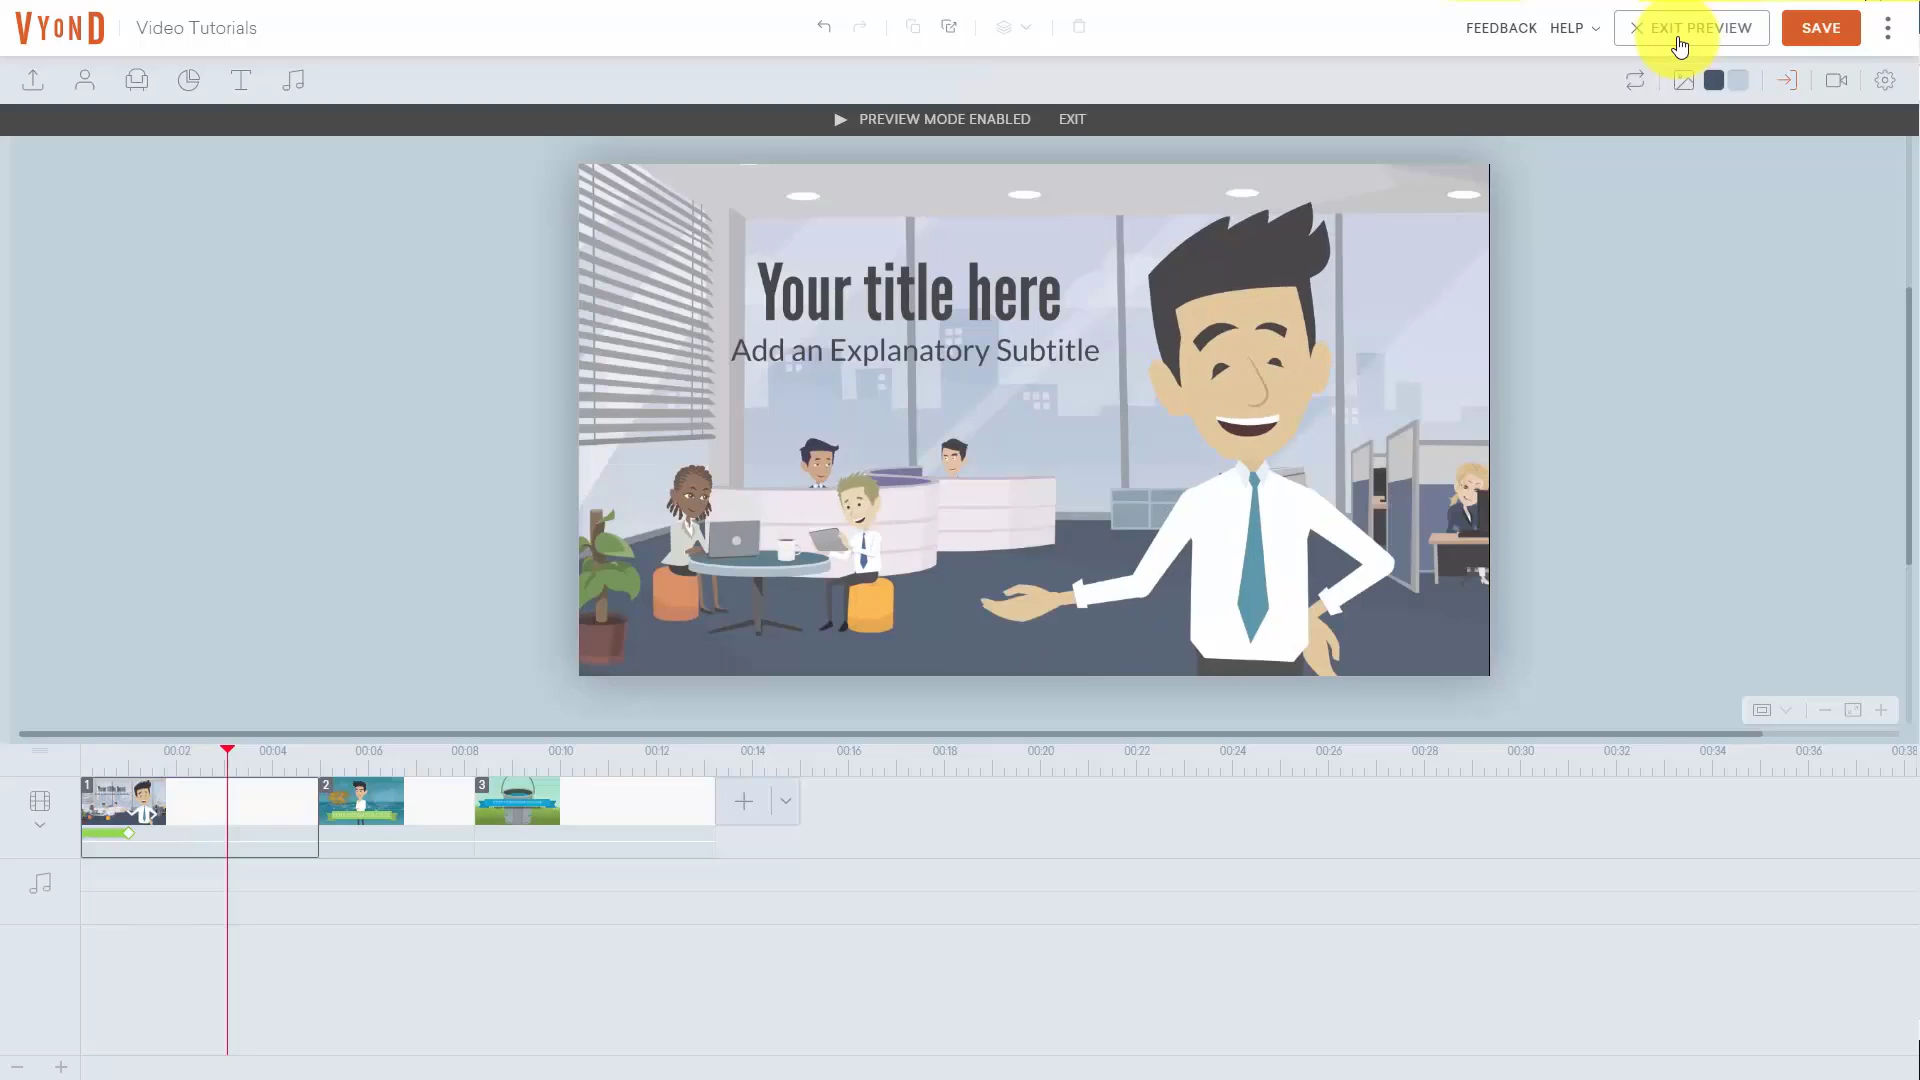 VYOND
Video Tutorials
FEEDBACK
HELP
EXIT PREVIEW
SAVE
PREVIEW MODE ENABLED
EXIT
Your title here
Add an Explanatory Subtitle
00:02
00:04
00:06
00:08
00:10
00:12
00:14
00:16
00:18
00:20
00:22
00:24
00:26
00:28
00:30
00:32
00:34
00:36
00:38
1
Your title here
2
3